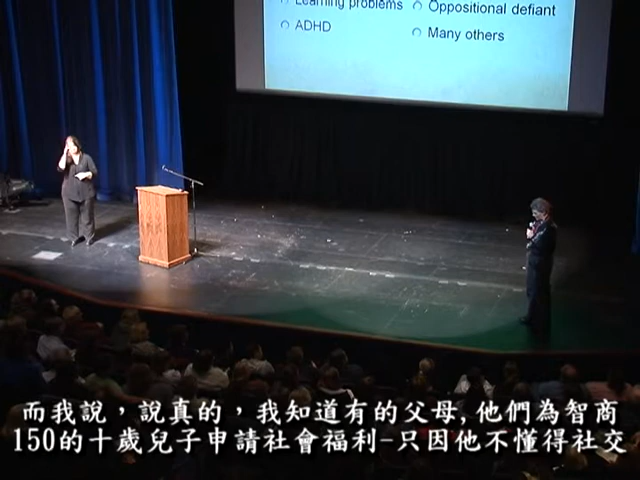 Learning problems
Oppositional defiant
ADHD
Many others
而我說，說真的，我知道有的父母,他們為智商
150的十歲兒子申請社會福利-只因他不懂得社交